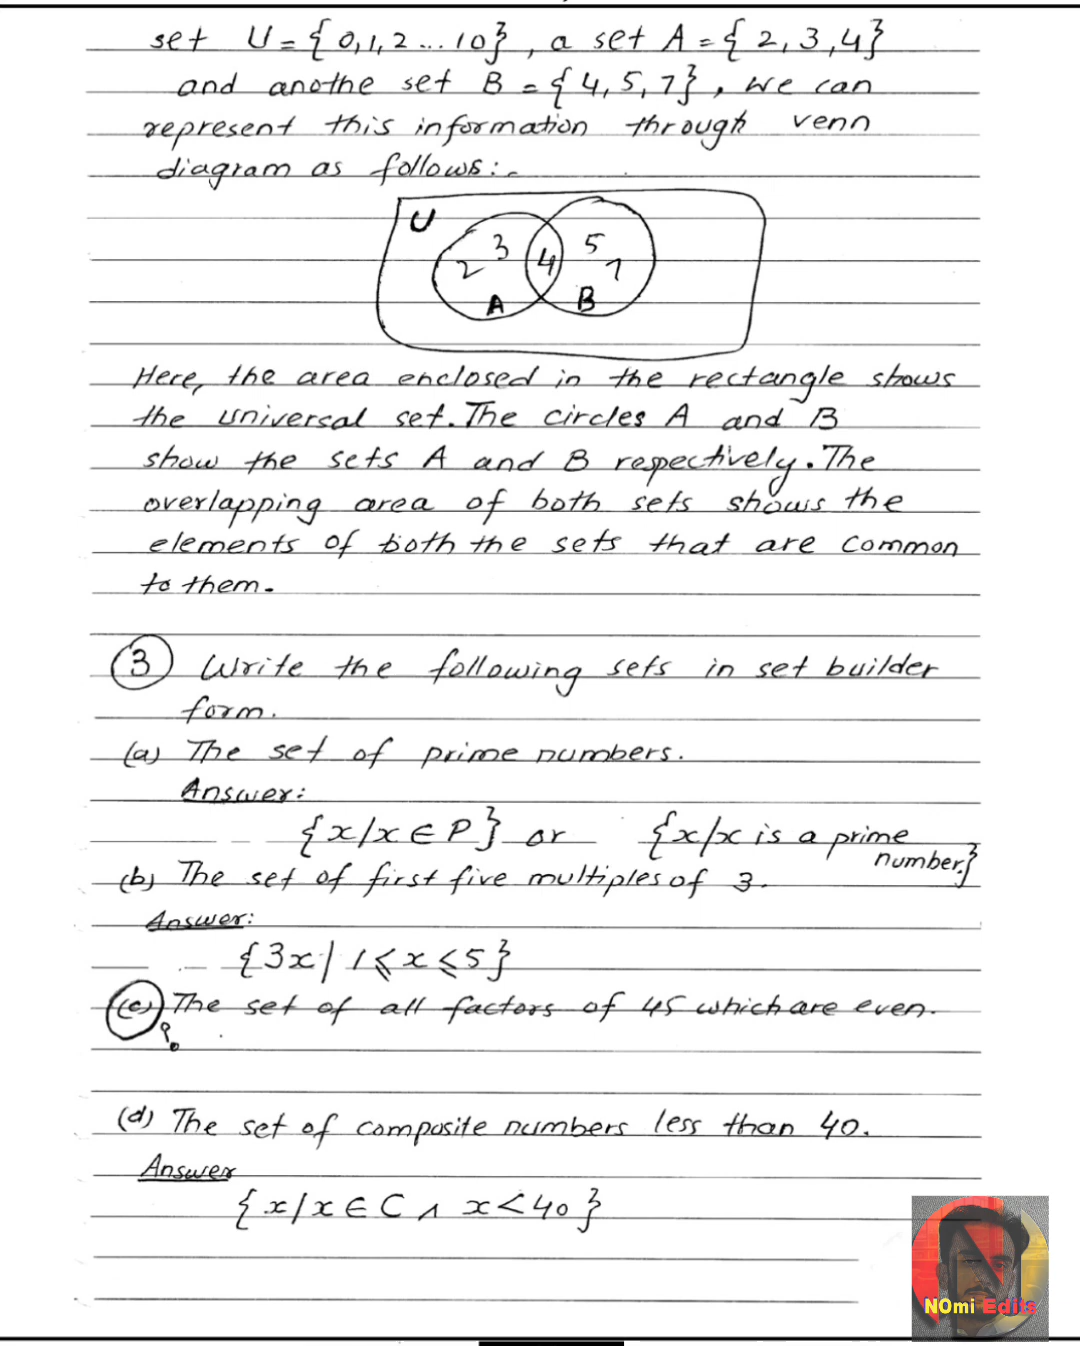 set U = { 0,1,2 ... 10} , a set A = { 2,3,4}
and anothe set B = { 4,5,7} , we can
represent this information through venn
diagram as follows:-
U
3
5
2
4
7
A
B
Here, the area enclosed in the rectangle shows
the universal set. The circles A and B
show the sets A and B respectively. The
overlapping area of both sets shows the
elements of both the sets that are common
to them.
3 Write the following sets in set builder
form.
(a) The set of prime numbers.
Answer:
{x/x ∈ P} or {x/x is a prime
number.}
(b) The set of first five multiples of 3.
Answer:
{3x| 1 ⩽ x ⩽ 5}
(c) The set of all factors of 45 which are even.
?
(d) The set of composite numbers less than 40.
Answer
{x/x ∈ C ∧ x < 40}
NOmi Edits